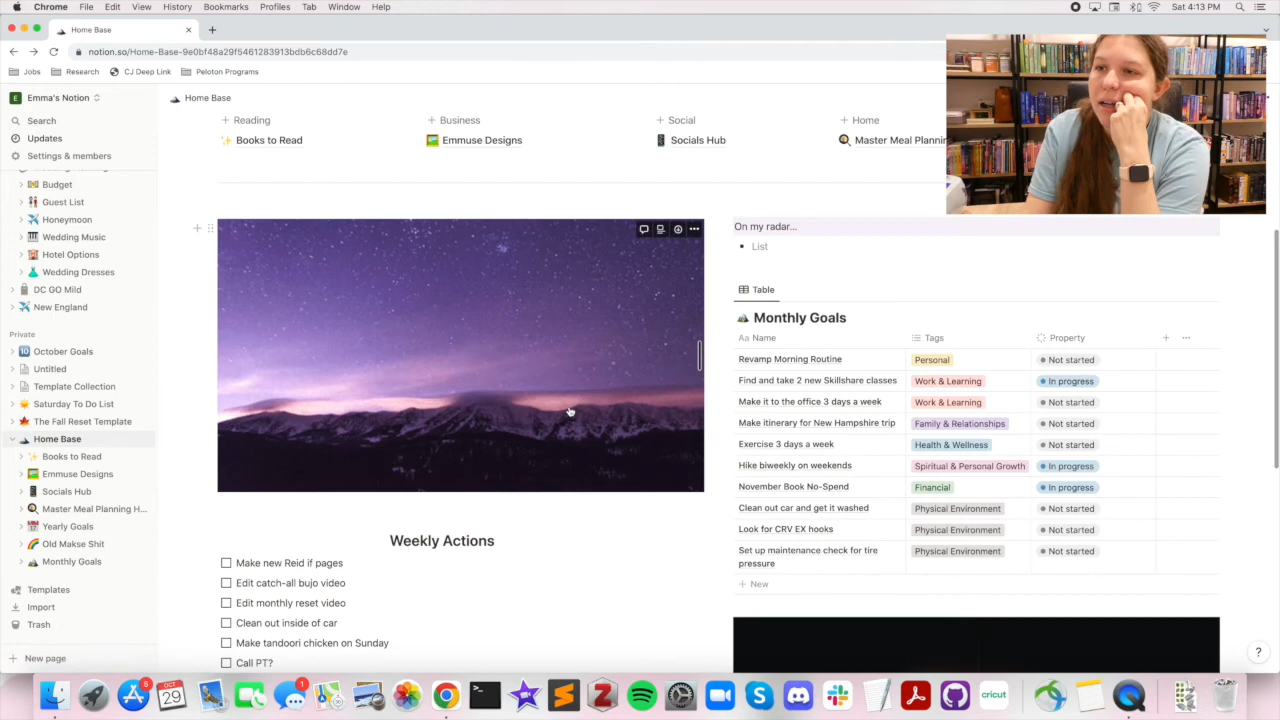 Chrome File Edit View History Bookmarks Profiles Tab Window Help Sat 4:13 PM
Home Base
notion.so/Home-Base-9e0bf48a29f5461283913bdb6c68dd7e
Jobs Research CJ Deep Link Peloton Programs
E Emma's Notion
Search
Updates
Settings & members
Budget
Guest List
Honeymoon
Wedding Music
Hotel Options
Wedding Dresses
DC GO Mild
New England
Private
10 October Goals
Untitled
Template Collection
Saturday To Do List
The Fall Reset Template
Home Base
Books to Read
Emmuse Designs
Socials Hub
Master Meal Planning H...
Yearly Goals
Old Makse Shit
Monthly Goals
Templates
Import
Trash
+ New page
Home Base
+ Reading + Business + Social + Home
Books to Read Emmuse Designs Socials Hub Master Meal Plannin
Weekly Actions
Make new Reid if pages
Edit catch-all bujo video
Edit monthly reset video
Clean out inside of car
Make tandoori chicken on Sunday
Call PT?
On my radar...
• List
Table
Monthly Goals
Aa Name Tags Property + ...
Revamp Morning Routine Personal Not started
Find and take 2 new Skillshare classes Work & Learning In progress
Make it to the office 3 days a week Work & Learning Not started
Make itinerary for New Hampshire trip Family & Relationships Not started
Exercise 3 days a week Health & Wellness Not started
Hike biweekly on weekends Spiritual & Personal Growth In progress
November Book No-Spend Financial In progress
Clean out car and get it washed Physical Environment Not started
Look for CRV EX hooks Physical Environment Not started
Set up maintenance check for tire Physical Environment Not started
pressure
+ New
?
5 OCT 29 1 cricut